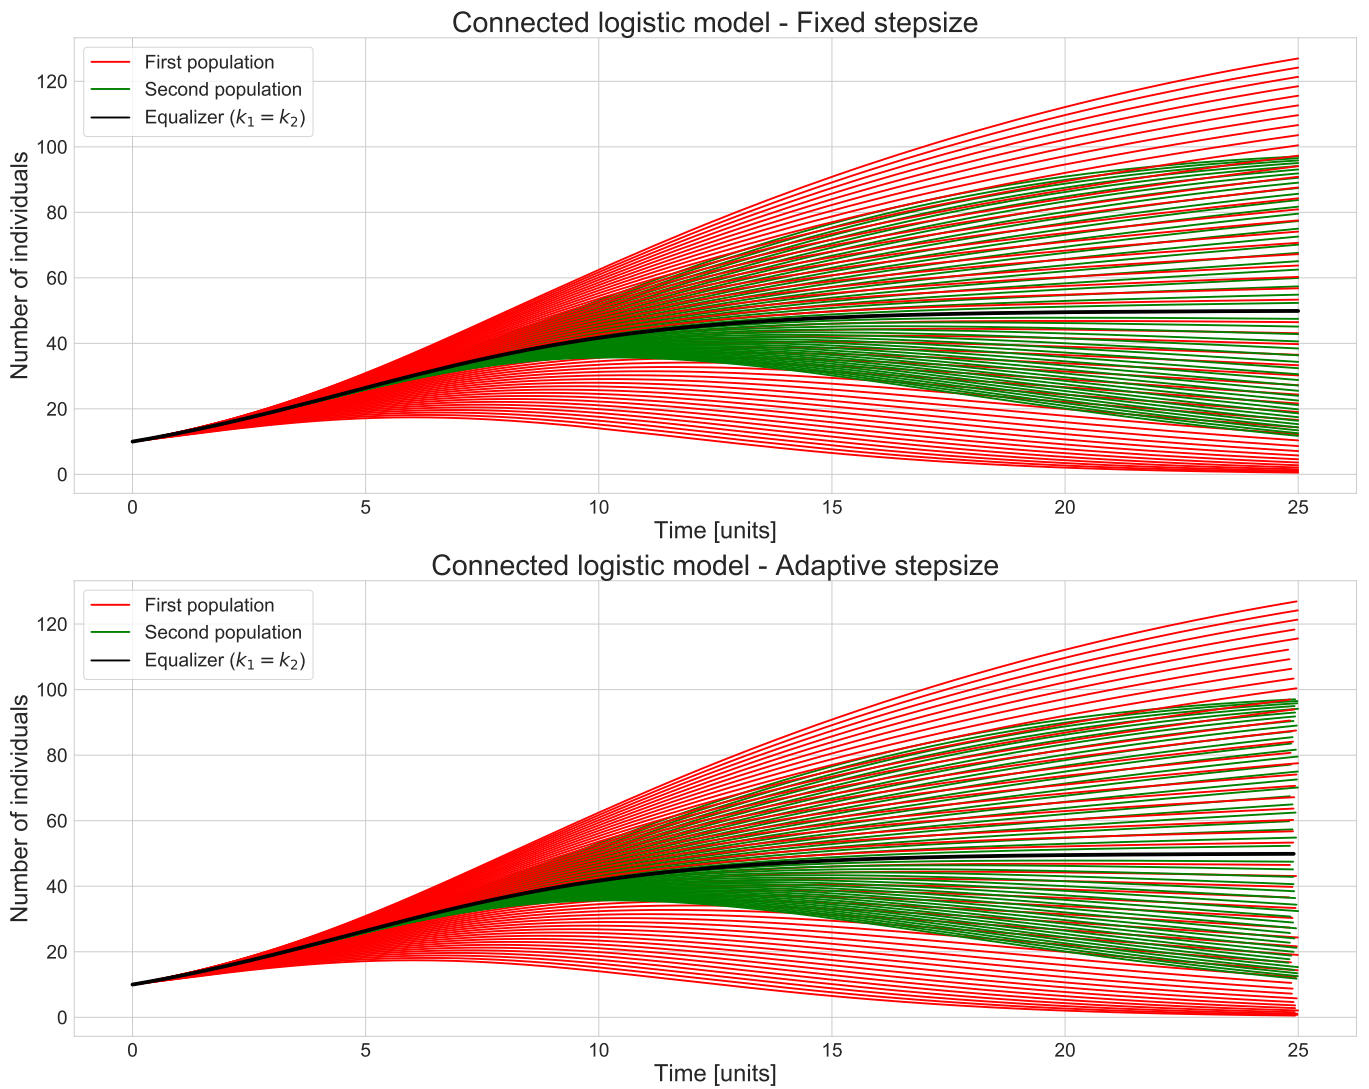 Connected logistic model - Fixed stepsize
First population
Second population
Equalizer (k₁ = k₂)
Number of individuals
120
100
80
60
40
20
0
0 5 10 15 20 25
Time [units]
Connected logistic model - Adaptive stepsize
First population
Second population
Equalizer (k₁ = k₂)
Number of individuals
120
100
80
60
40
20
0
0 5 10 15 20 25
Time [units]